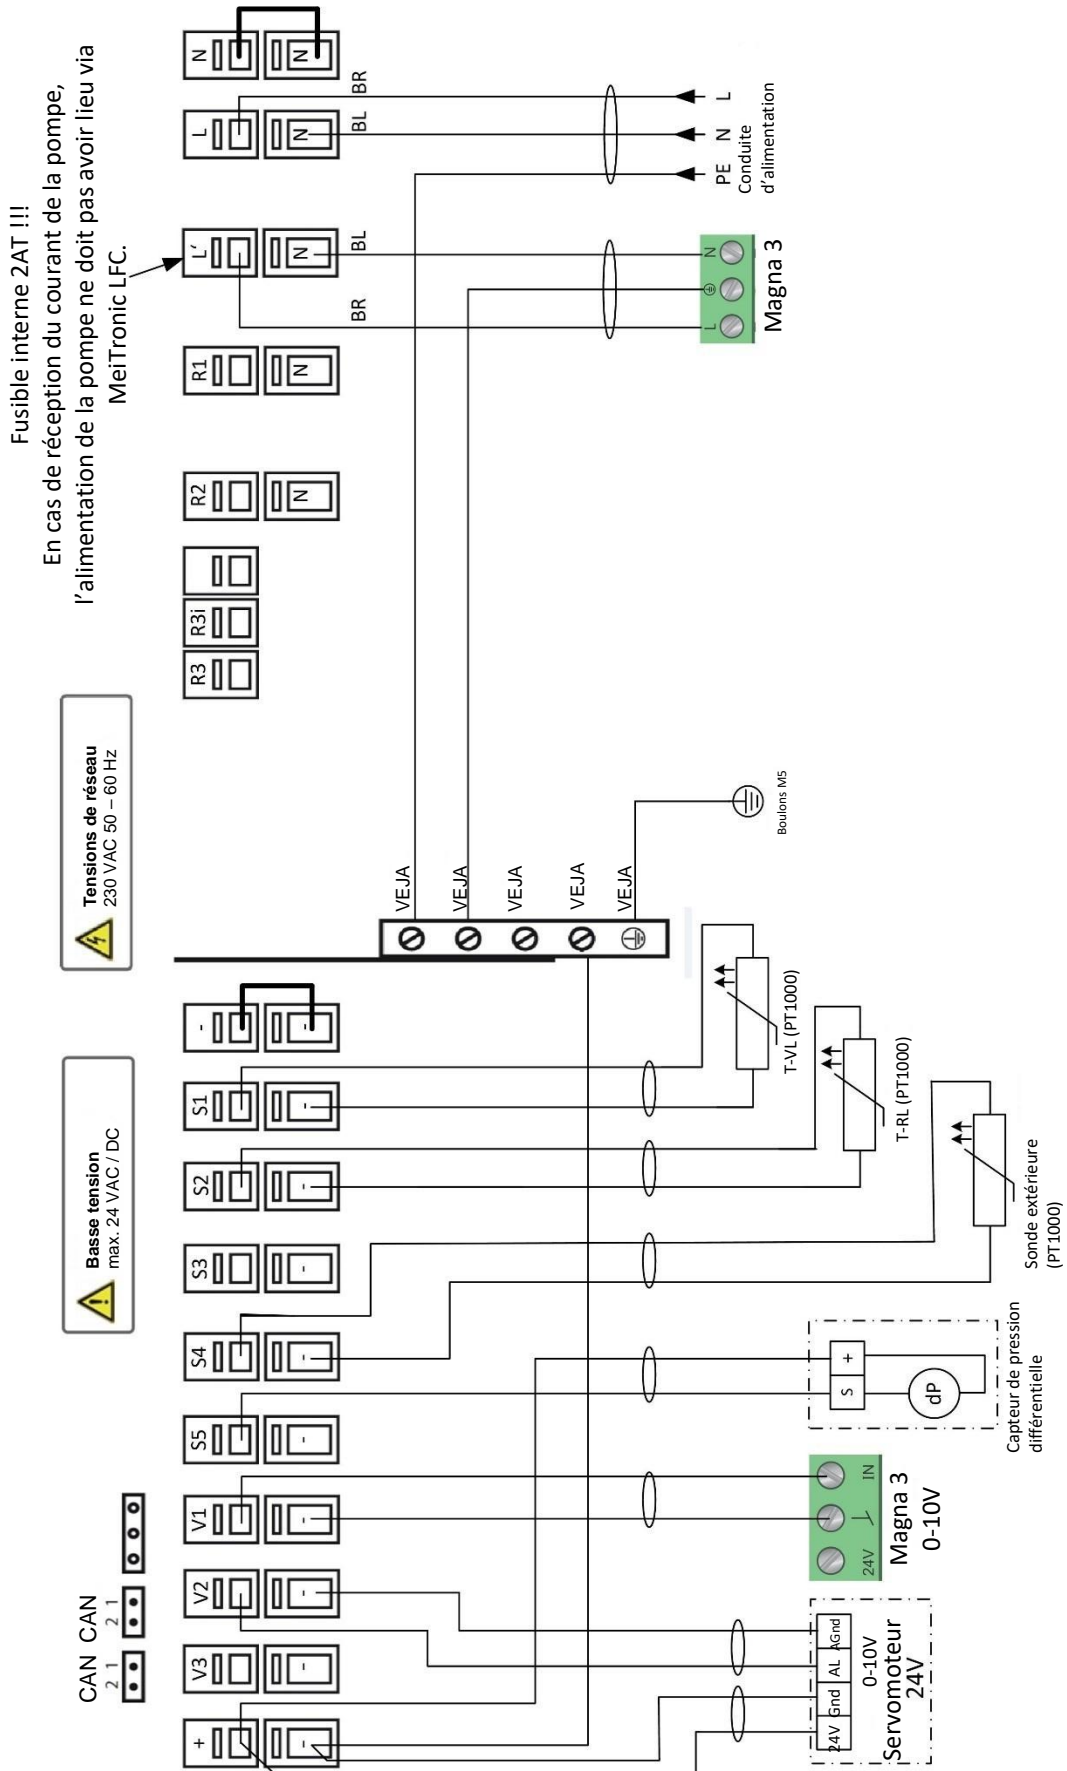 Fusible interne 2AT !!!
En cas de réception du courant de la pompe,
l'alimentation de la pompe ne doit pas avoir lieu via
MeiTronic LFC.
Tensions de réseau
230 VAC 50 – 60 Hz
Basse tension
max. 24 VAC / DC
CAN CAN
2 1
2 1
+
V3
V2
V1
S5
S4
S3
S2
S1
-
R3
R3i
R2
R1
L'
L
N
-
-
-
-
-
-
-
-
-
-
N
N
N
N
N
BR
BL
BL
BR
VEJA
VEJA
VEJA
VEJA
VEJA
Boulons M5
L
N
PE
Conduite
d'alimentation
L
N
Magna 3
T-VL (PT1000)
T-RL (PT1000)
Sonde extérieure
(PT1000)
S
+
dP
Capteur de pression
différentielle
24V
IN
Magna 3
0-10V
24V
Gnd
AL
AGnd
0-10V
Servomoteur
24V